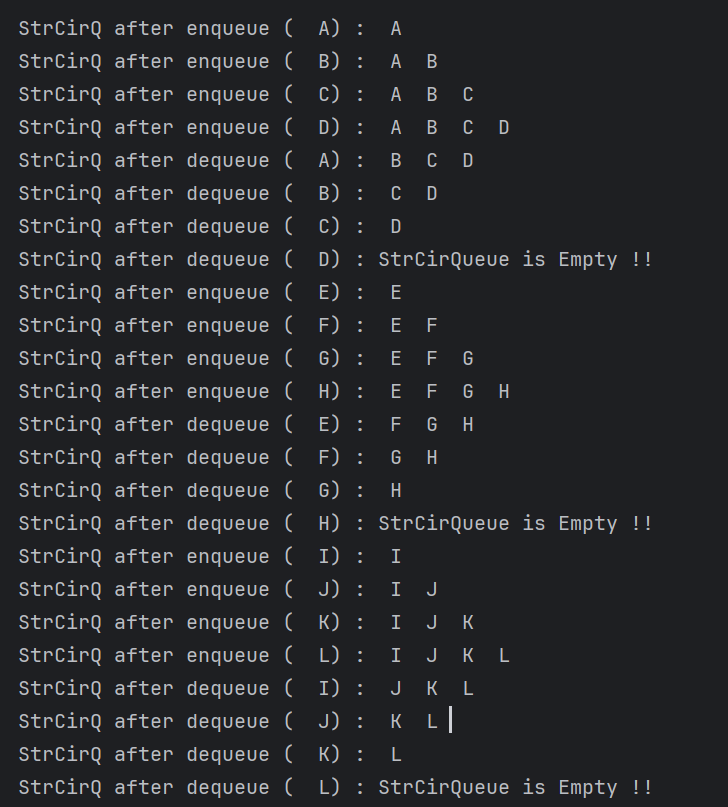 StrCirQ after enqueue (  A) :  A
StrCirQ after enqueue (  B) :  A  B
StrCirQ after enqueue (  C) :  A  B  C
StrCirQ after enqueue (  D) :  A  B  C  D
StrCirQ after dequeue (  A) :  B  C  D
StrCirQ after dequeue (  B) :  C  D
StrCirQ after dequeue (  C) :  D
StrCirQ after dequeue (  D) : StrCirQueue is Empty !!
StrCirQ after enqueue (  E) :  E
StrCirQ after enqueue (  F) :  E  F
StrCirQ after enqueue (  G) :  E  F  G
StrCirQ after enqueue (  H) :  E  F  G  H
StrCirQ after dequeue (  E) :  F  G  H
StrCirQ after dequeue (  F) :  G  H
StrCirQ after dequeue (  G) :  H
StrCirQ after dequeue (  H) : StrCirQueue is Empty !!
StrCirQ after enqueue (  I) :  I
StrCirQ after enqueue (  J) :  I  J
StrCirQ after enqueue (  K) :  I  J  K
StrCirQ after enqueue (  L) :  I  J  K  L
StrCirQ after dequeue (  I) :  J  K  L
StrCirQ after dequeue (  J) :  K  L
StrCirQ after dequeue (  K) :  L
StrCirQ after dequeue (  L) : StrCirQueue is Empty !!